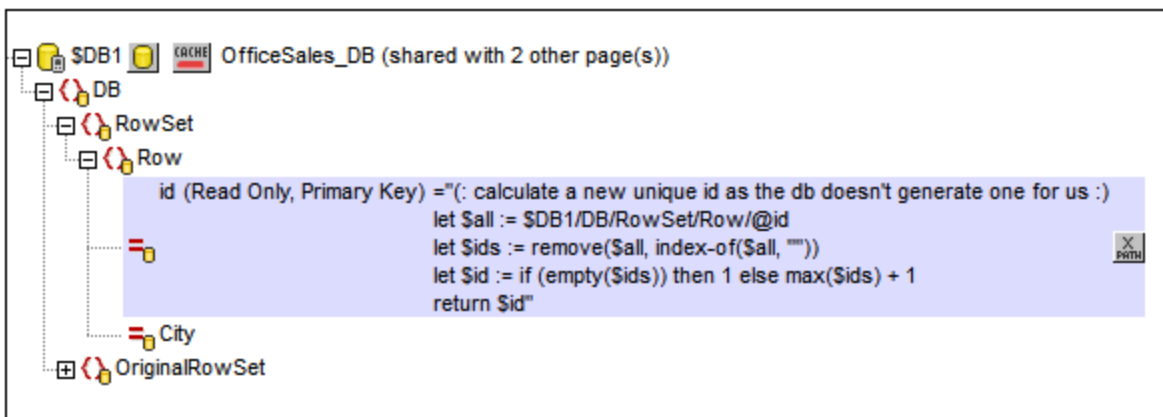 $DB1 CACHE OfficeSales_DB (shared with 2 other page(s))
DB
RowSet
Row
id (Read Only, Primary Key) ="(: calculate a new unique id as the db doesn't generate one for us :)
let $all := $DB1/DB/RowSet/Row/@id
let $ids := remove($all, index-of($all, ""))
let $id := if (empty($ids)) then 1 else max($ids) + 1
return $id"
X PATH
City
OriginalRowSet